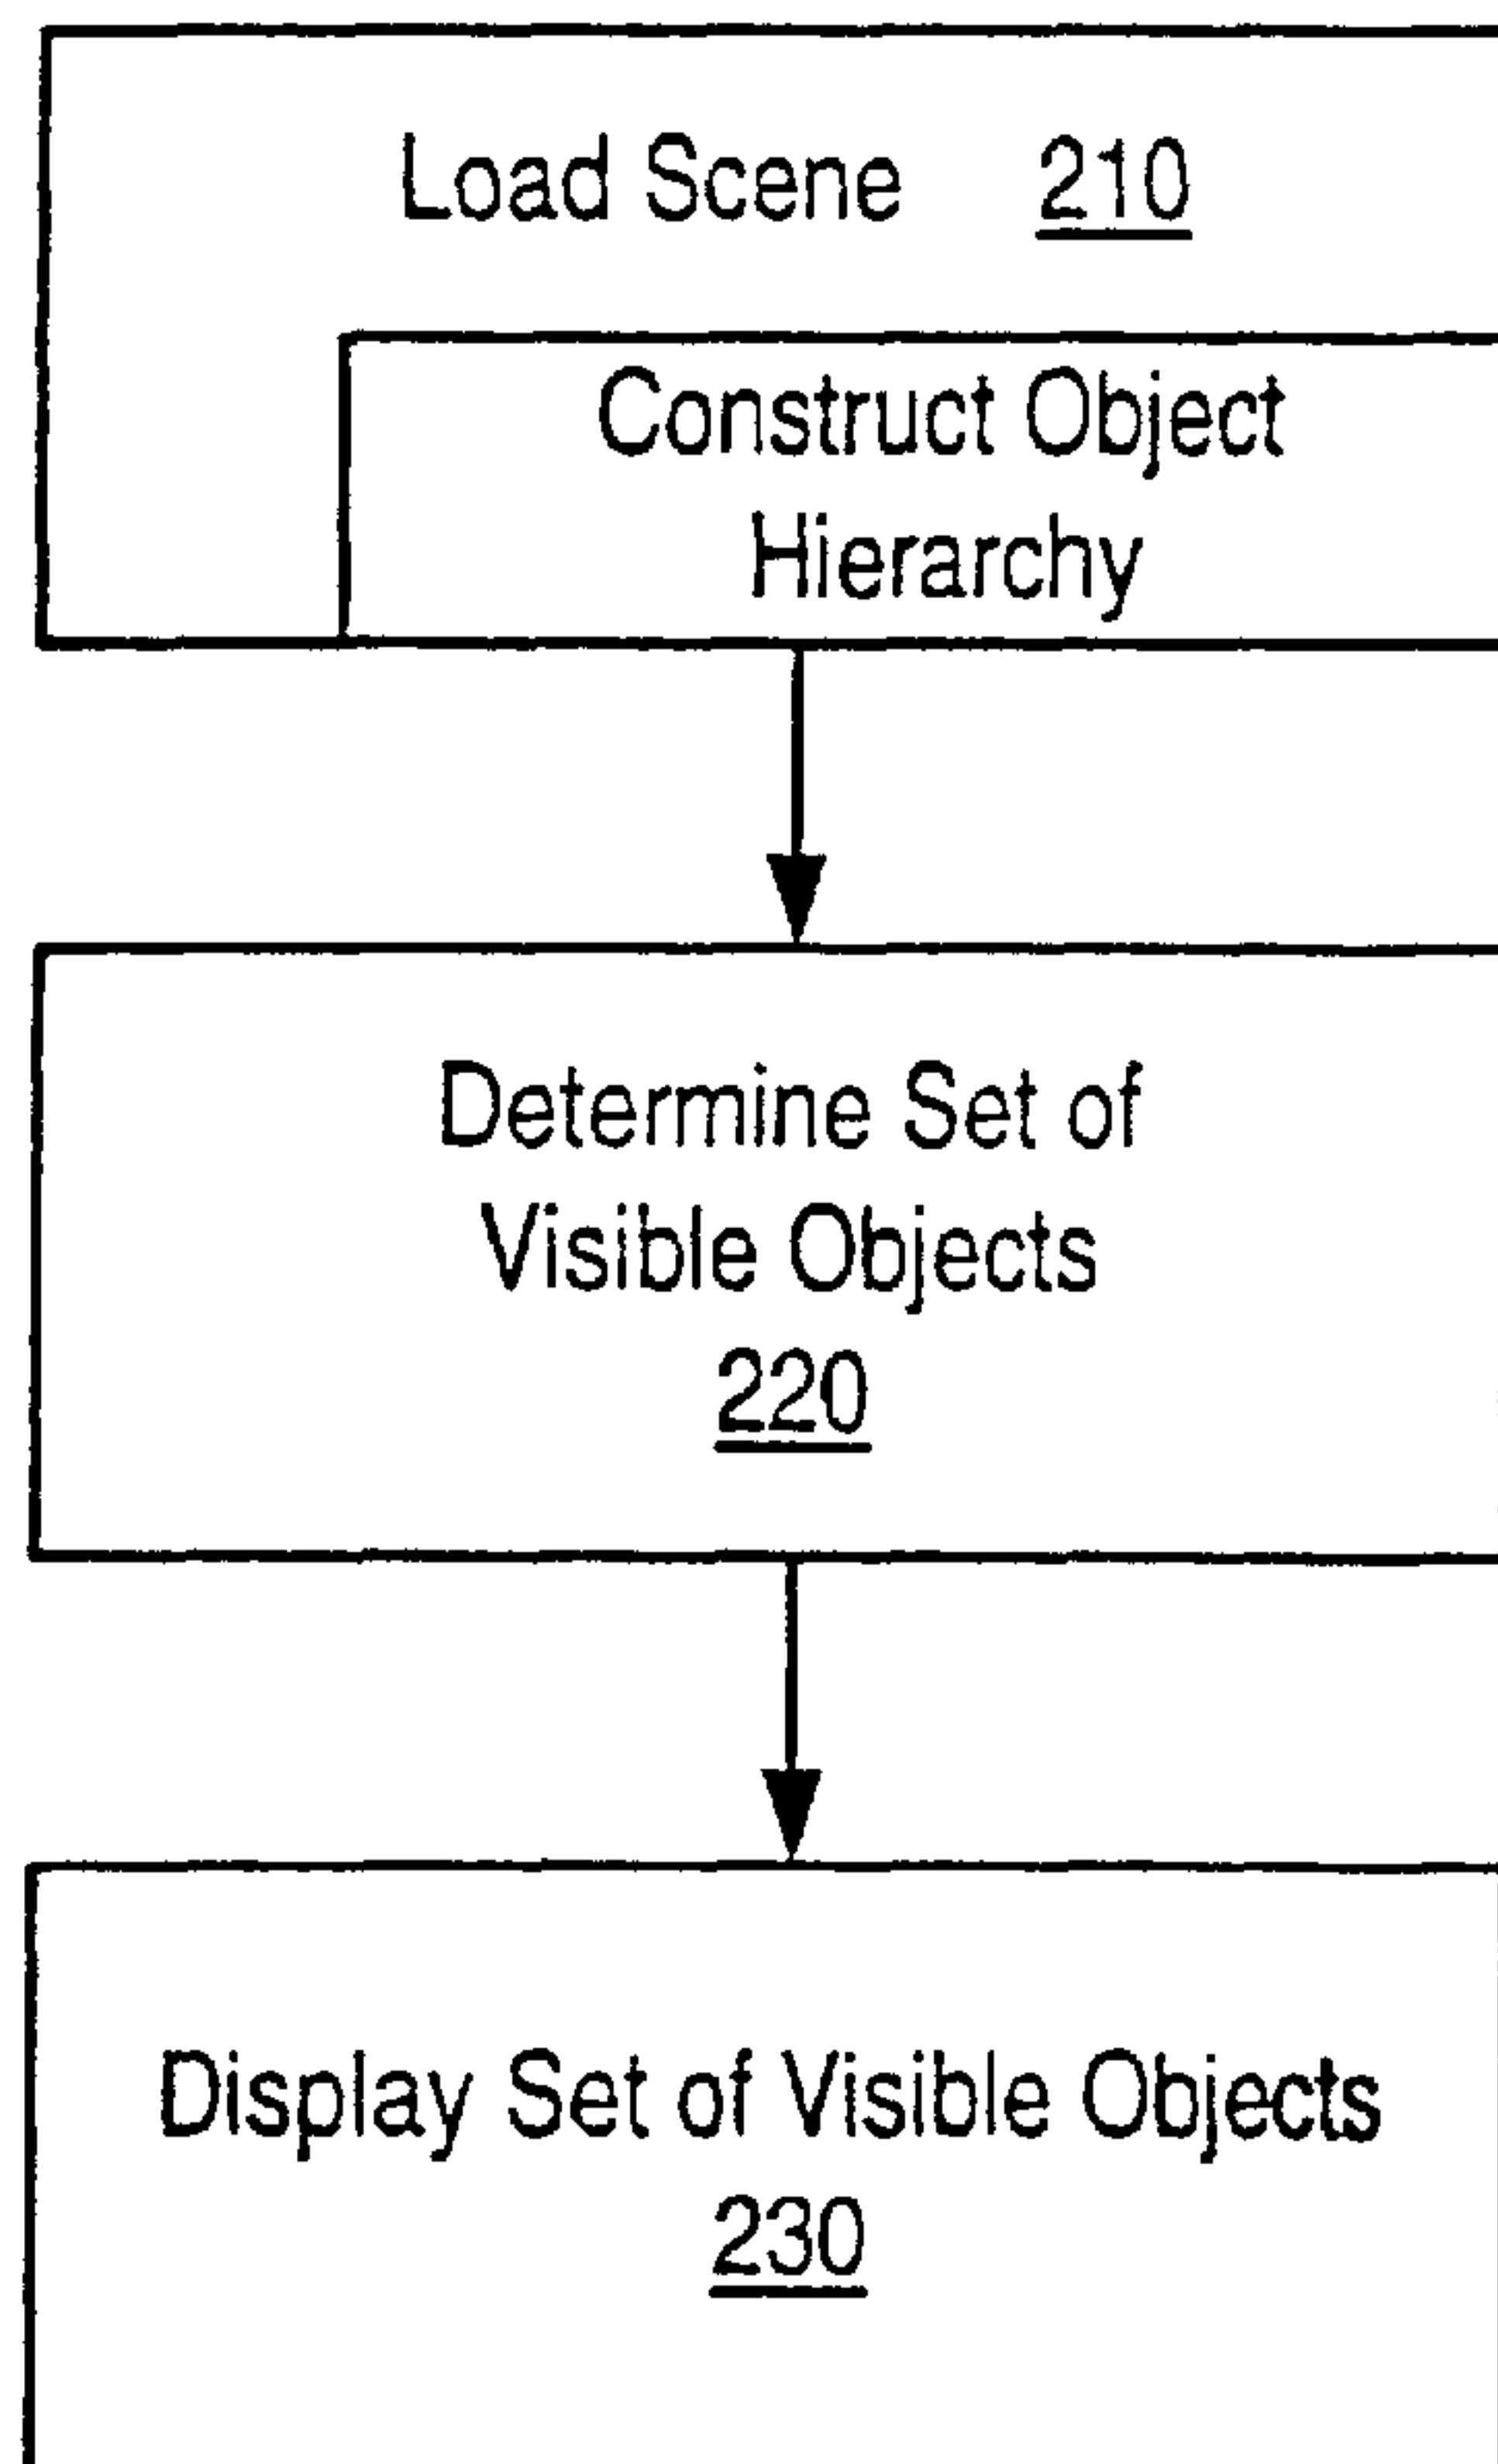 Load Scene 210
Construct Object
Hierarchy
Determine Set of
Visible Objects
220
Display Set of Visible Objects
230